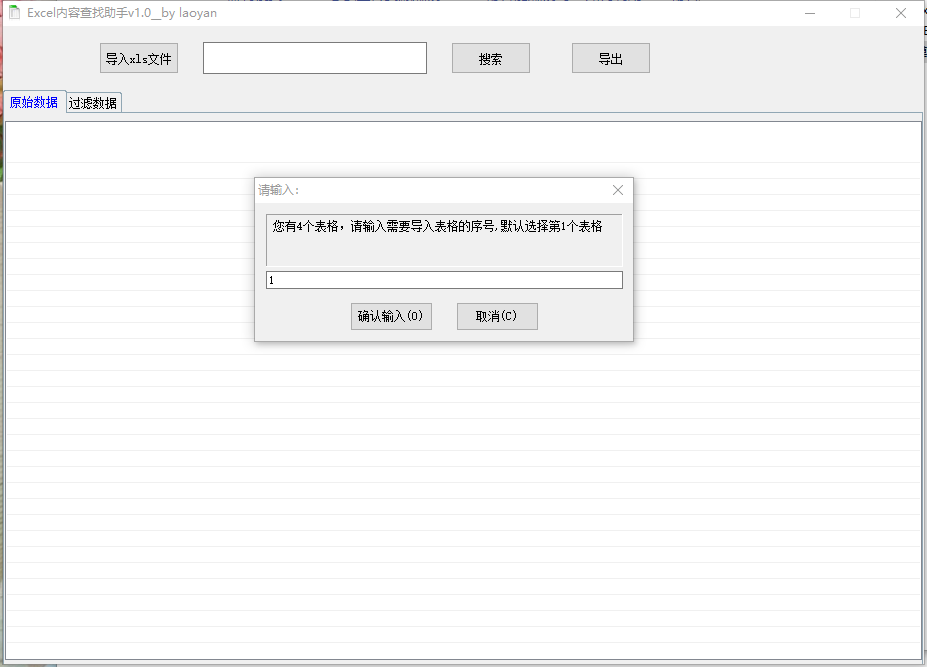 Excel内容查找助手v1.0__by laoyan
导入xls文件
搜索
导出
原始数据
过滤数据
请输入:
您有4个表格，请输入需要导入表格的序号,默认选择第1个表格
1
确认输入(O)
取消(C)